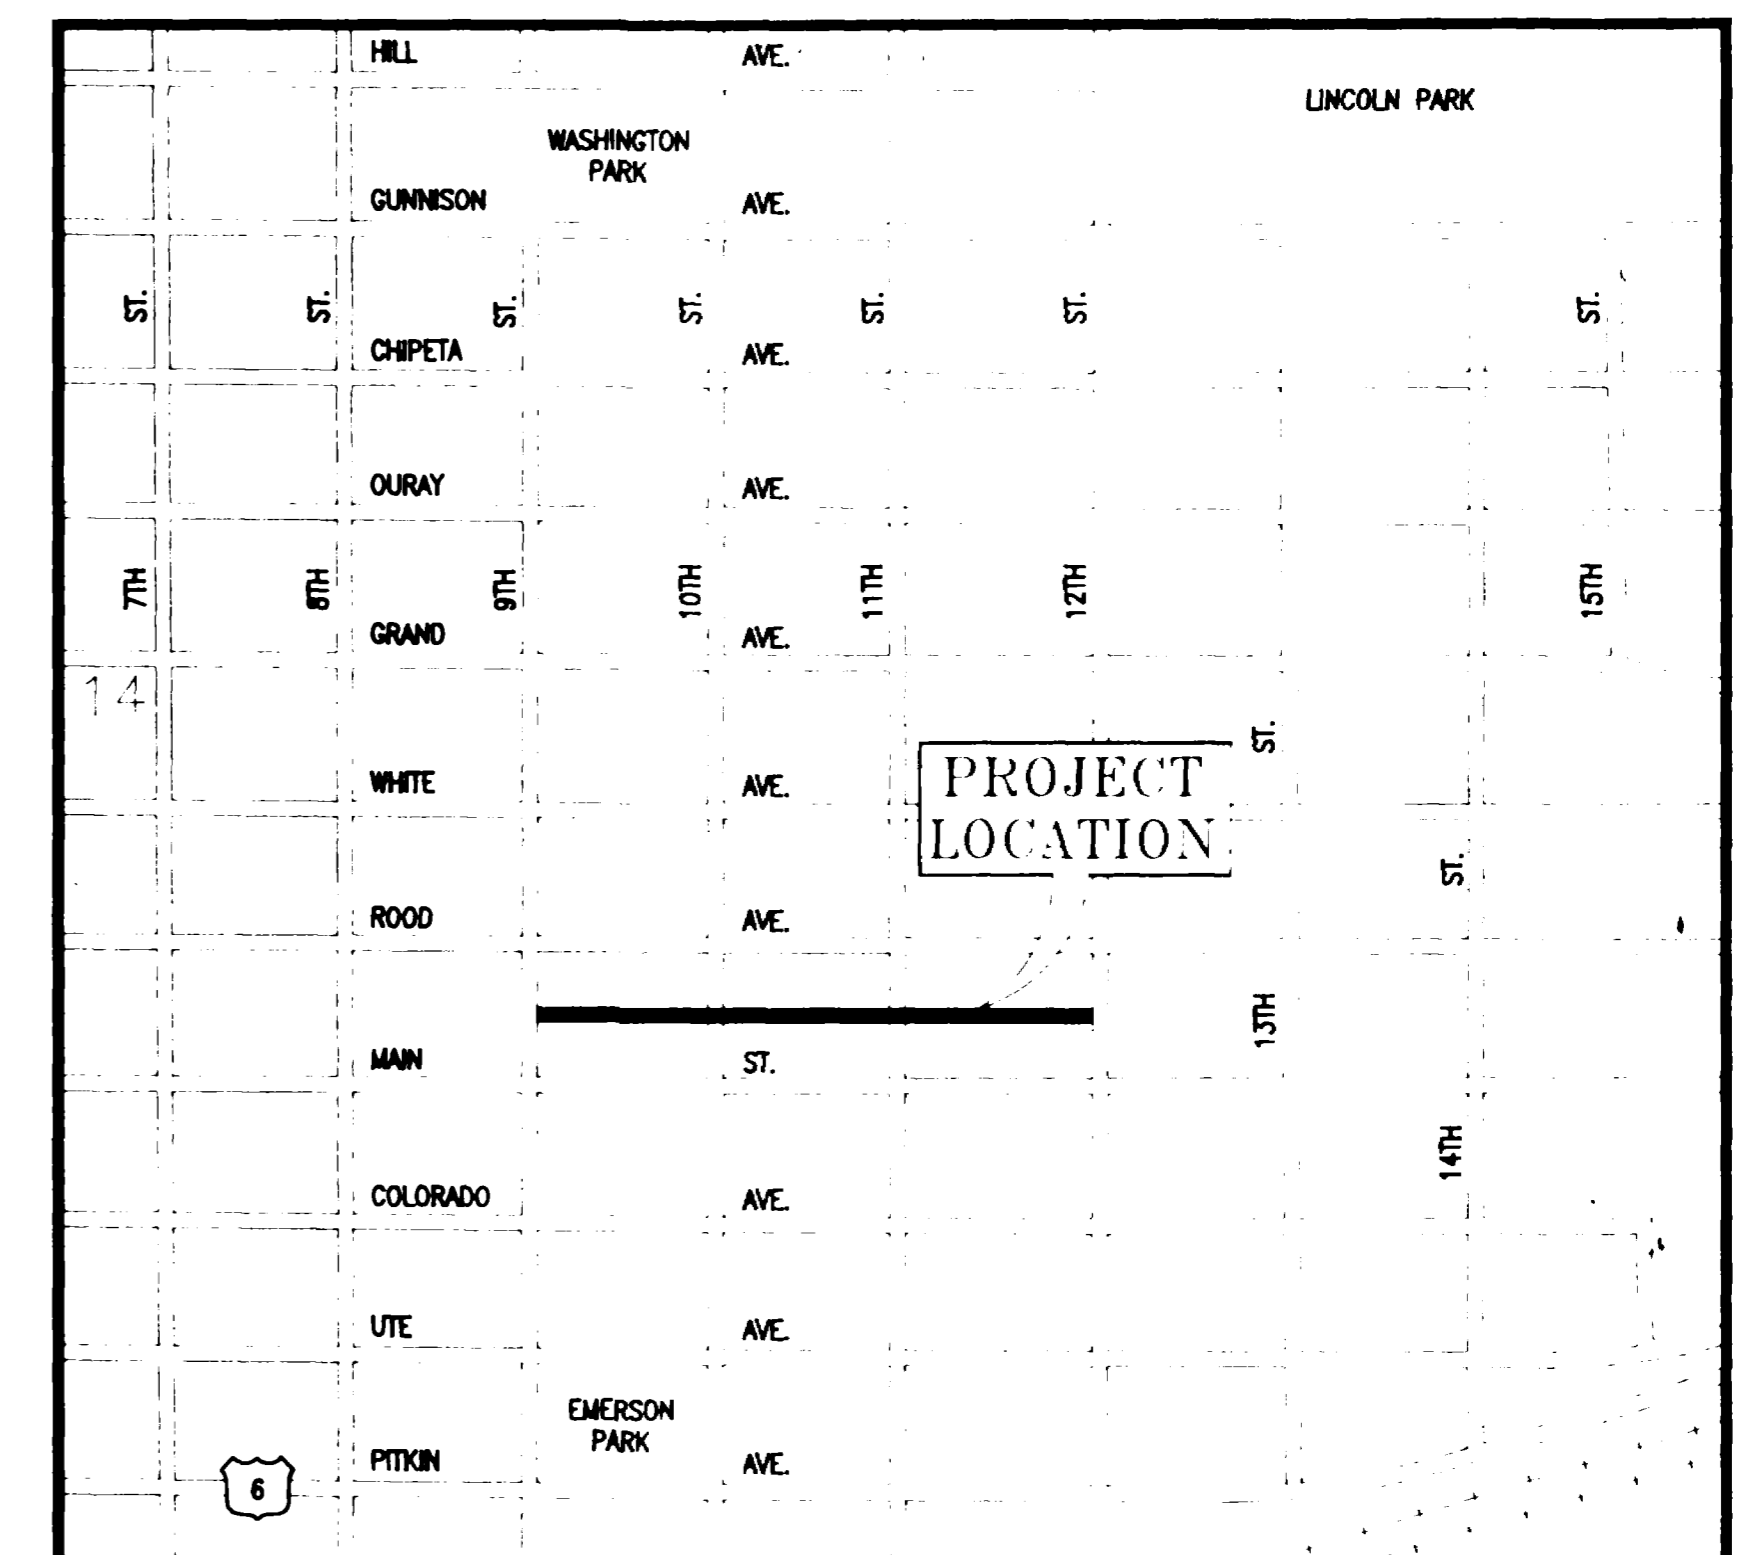 HILL AVE.
LINCOLN PARK
WASHINGTON
PARK
GUNNISON AVE.
ST. ST. ST. ST. ST. ST. ST.
CHIPETA AVE.
OURAY AVE.
7TH 8TH 9TH 10TH 11TH 12TH 15TH
GRAND AVE.
14
ST.
PROJECT
LOCATION
WHITE AVE.
ST.
ROOD AVE.
13TH
MAIN ST.
14TH
COLORADO AVE.
UTE AVE.
EMERSON
PARK
PITKIN AVE.
6